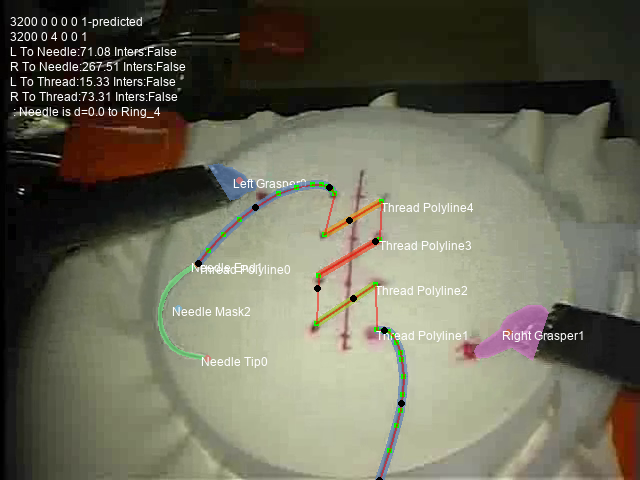 3200 0 0 0 0 1-predicted
3200 0 4 0 0 1
L To Needle:71.08 Inters:False
R To Needle:267.51 Inters:False
L To Thread:15.33 Inters:False
R To Thread:73.31 Inters:False
: Needle is d=0.0 to Ring_4
Left Grasper0
Thread Polyline4
Thread Polyline3
Needle End1
Thread Polyline0
Thread Polyline2
Needle Mask2
Thread Polyline1
Right Grasper1
Needle Tip0